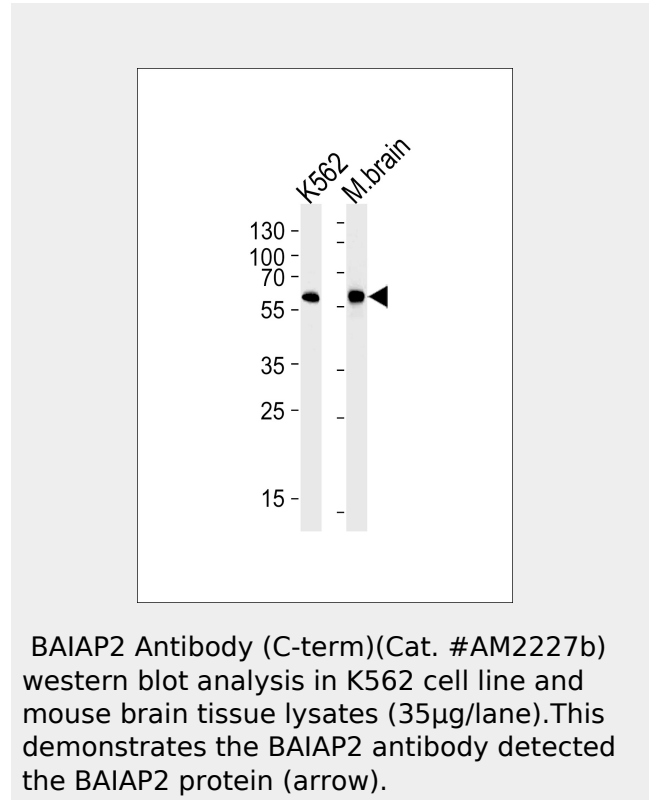 K562
M.brain
130
100
70
55
35
25
15
BAIAP2 Antibody (C-term)(Cat. #AM2227b)
western blot analysis in K562 cell line and
mouse brain tissue lysates (35µg/lane).This
demonstrates the BAIAP2 antibody detected
the BAIAP2 protein (arrow).